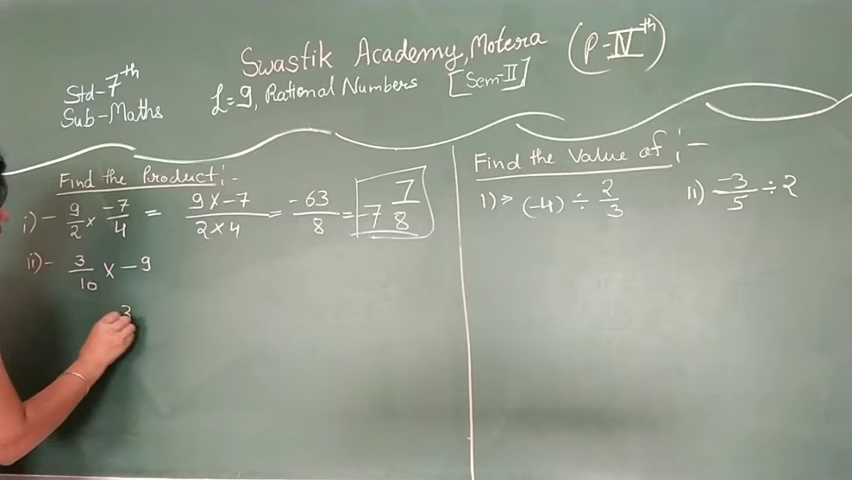 Swastik Academy, Motera (P-IVth)
Std-7th
Sub-Maths
L=9, Rational Numbers [Sem-II]
Find the Product:-
i)- 9/2 × -7/4 = 9×-7/2×4 = -63/8 = -7 7/8
ii)- 3/10 × -9
3
Find the Value of :-
i)> (-4) ÷ 2/3
ii) -3/5 ÷ 2